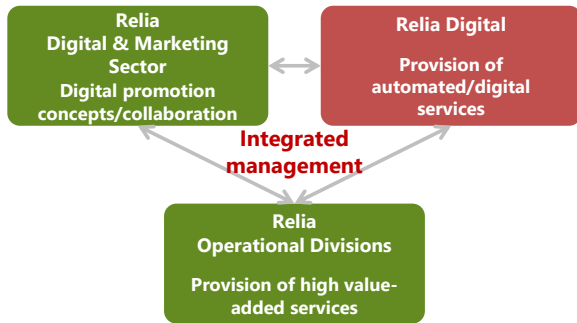 Relia
Digital & Marketing
Sector
Digital promotion
concepts/collaboration
Relia Digital
Provision of
automated/digital
services
Integrated
management
Relia
Operational Divisions
Provision of high value-
added services